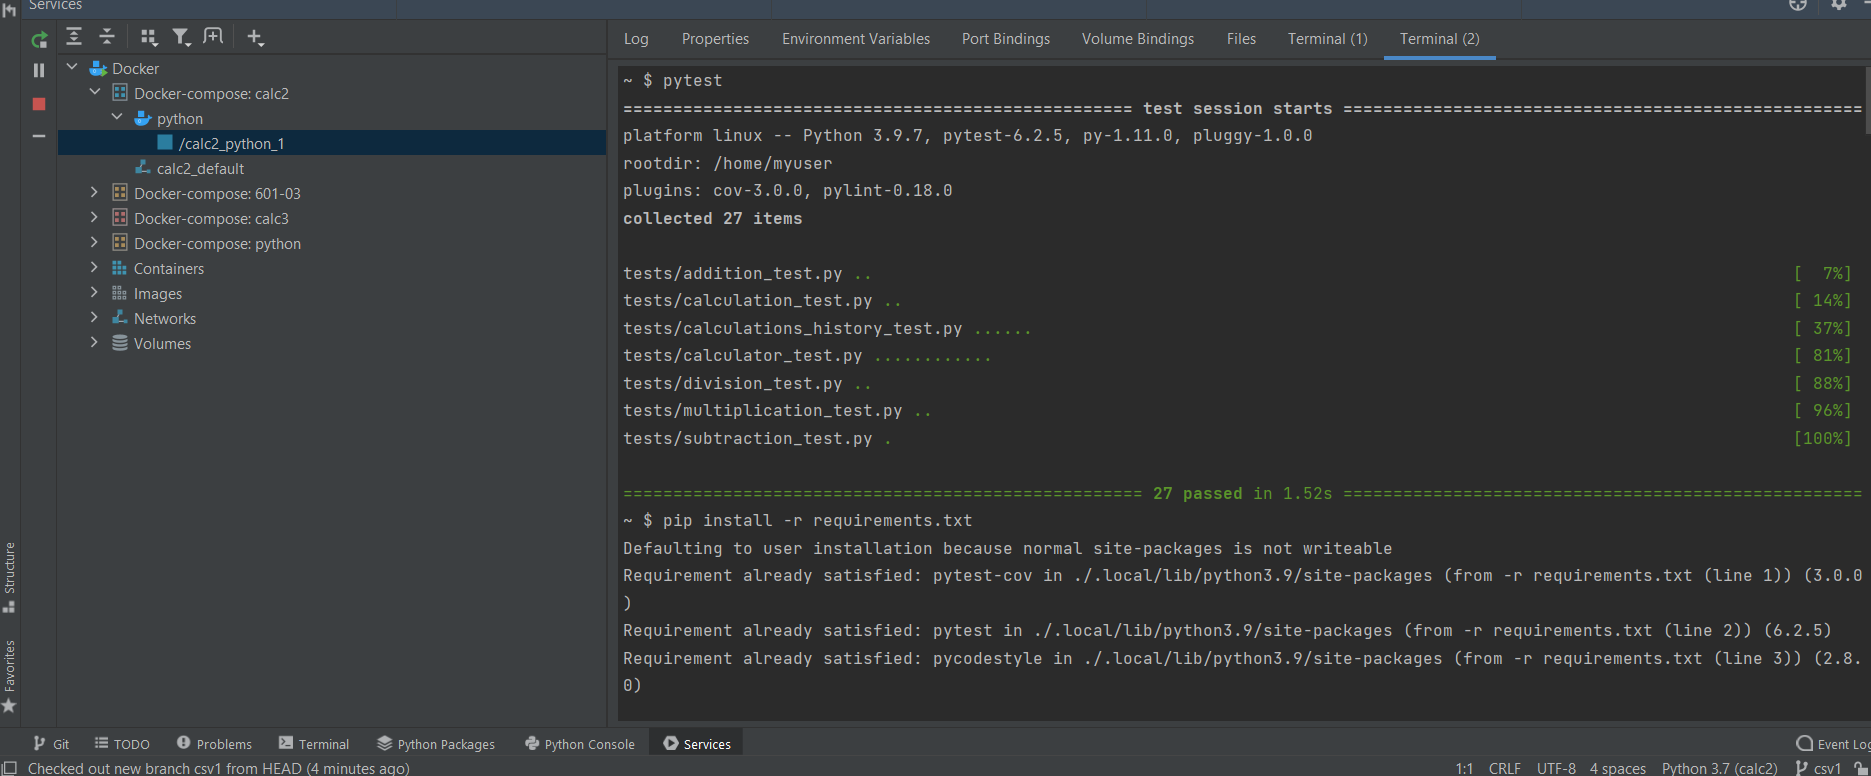 Services
Docker
Docker-compose: calc2
python
/calc2_python_1
calc2_default
Docker-compose: 601-03
Docker-compose: calc3
Docker-compose: python
Containers
Images
Networks
Volumes
Structure
Favorites
Log Properties Environment Variables Port Bindings Volume Bindings Files Terminal (1) Terminal (2)
~ $ pytest
=================================================== test session starts ====================================================
platform linux -- Python 3.9.7, pytest-6.2.5, py-1.11.0, pluggy-1.0.0
rootdir: /home/myuser
plugins: cov-3.0.0, pylint-0.18.0
collected 27 items
tests/addition_test.py .. [  7%]
tests/calculation_test.py .. [ 14%]
tests/calculations_history_test.py ...... [ 37%]
tests/calculator_test.py ............ [ 81%]
tests/division_test.py .. [ 88%]
tests/multiplication_test.py .. [ 96%]
tests/subtraction_test.py . [100%]
==================================================== 27 passed in 1.52s ====================================================
~ $ pip install -r requirements.txt
Defaulting to user installation because normal site-packages is not writeable
Requirement already satisfied: pytest-cov in ./.local/lib/python3.9/site-packages (from -r requirements.txt (line 1)) (3.0.0
)
Requirement already satisfied: pytest in ./.local/lib/python3.9/site-packages (from -r requirements.txt (line 2)) (6.2.5)
Requirement already satisfied: pycodestyle in ./.local/lib/python3.9/site-packages (from -r requirements.txt (line 3)) (2.8.
0)
Git TODO Problems Terminal Python Packages Python Console Services Event Log
Checked out new branch csv1 from HEAD (4 minutes ago) 1:1 CRLF UTF-8 4 spaces Python 3.7 (calc2) csv1